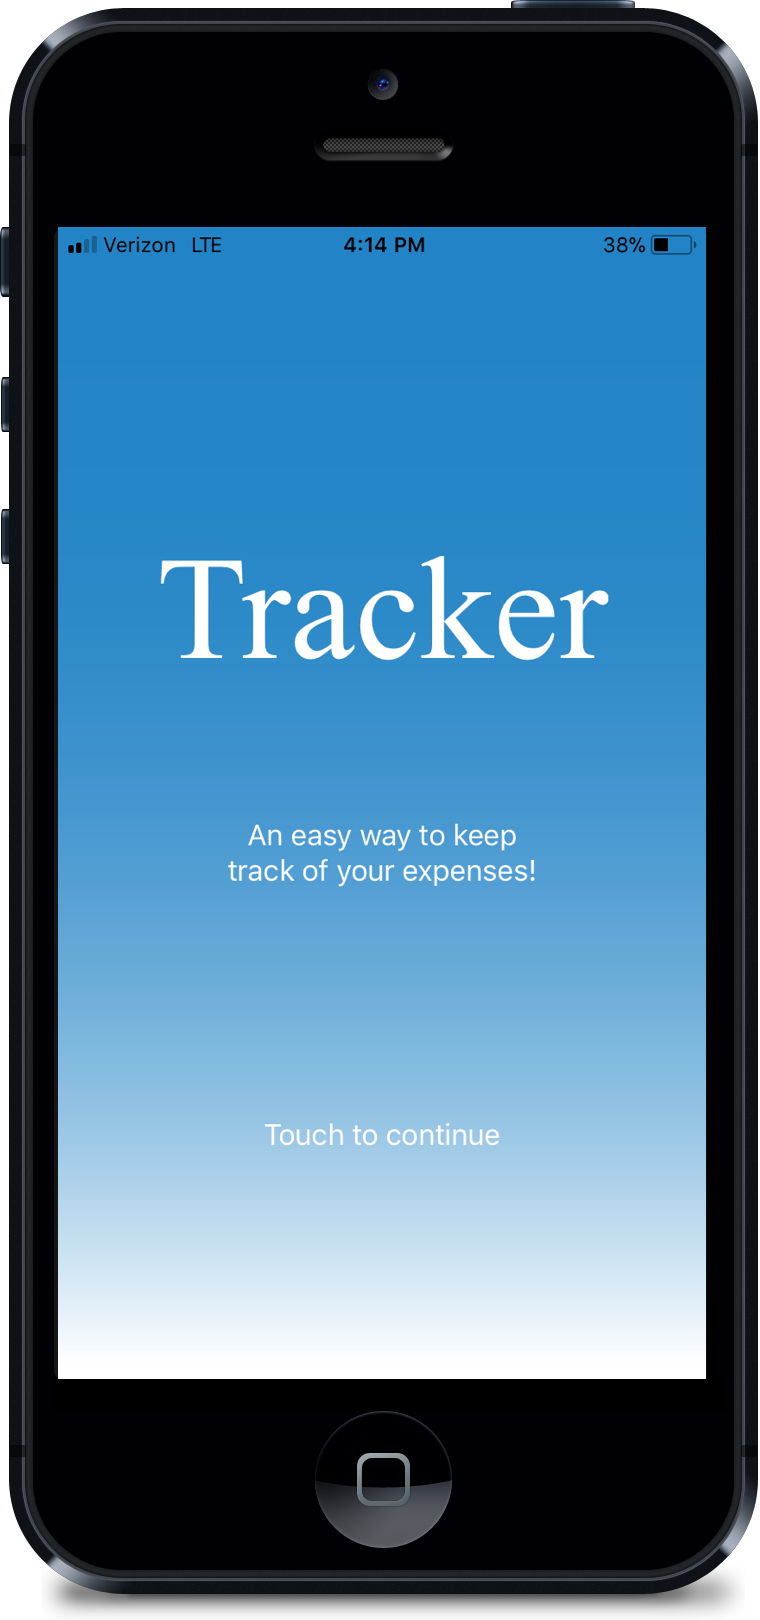 Verizon LTE 4:14 PM 38%
Tracker
An easy way to keep
track of your expenses!
Touch to continue